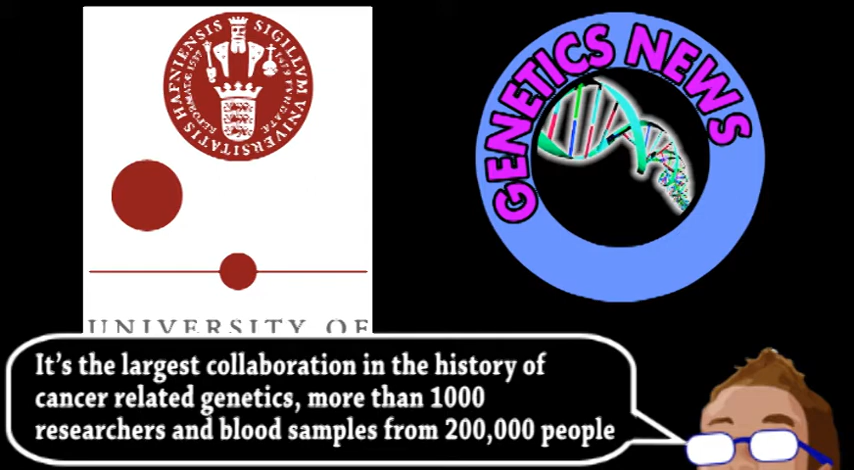 SIGILLVM VNIVERSITATIS HAFNIENSIS
GENETICS NEWS
UNIVERSITY OF
It's the largest collaboration in the history of
cancer related genetics, more than 1000
researchers and blood samples from 200,000 people